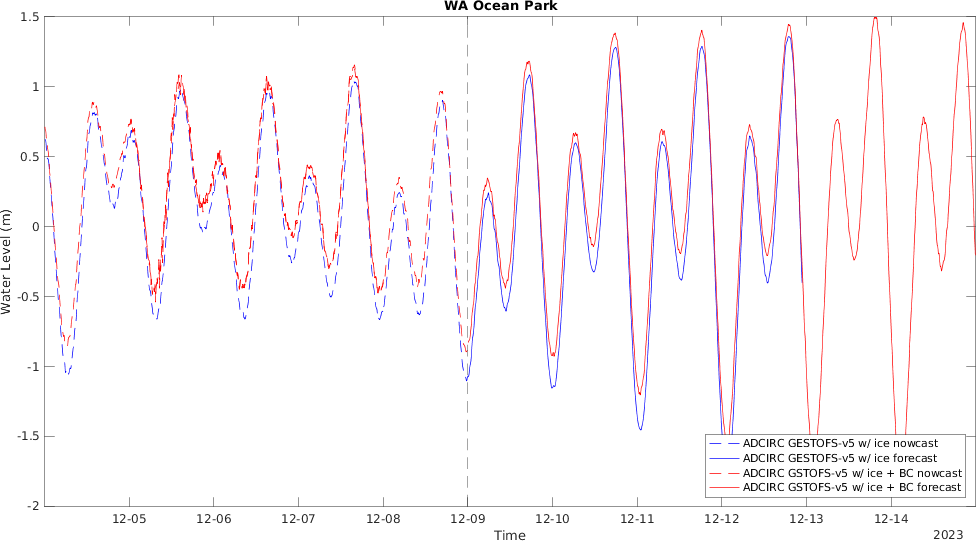 WA Ocean Park
1.5
1
0.5
0
-0.5
-1
-1.5
-2
Water Level (m)
ADCIRC GESTOFS-v5 w/ ice nowcast
ADCIRC GESTOFS-v5 w/ ice forecast
ADCIRC GSTOFS-v5 w/ ice + BC nowcast
ADCIRC GSTOFS-v5 w/ ice + BC forecast
12-05 12-06 12-07 12-08 12-09 12-10 12-11 12-12 12-13 12-14
Time
2023